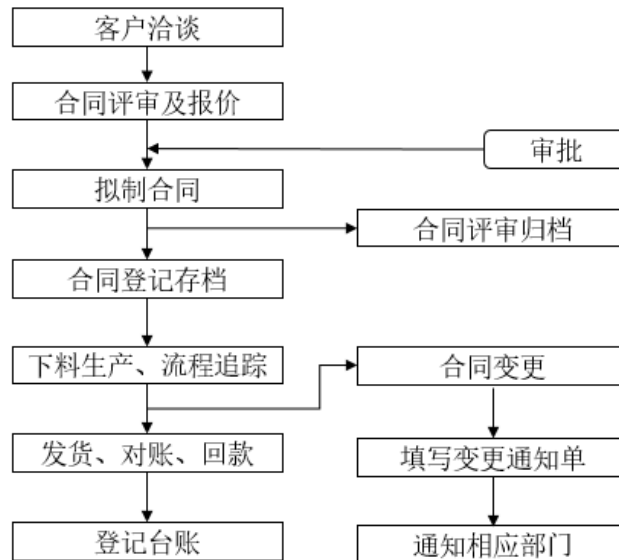 客户洽谈
合同评审及报价
审批
拟制合同
合同评审归档
合同登记存档
下料生产、流程追踪
合同变更
发货、对账、回款
填写变更通知单
登记台账
通知相应部门